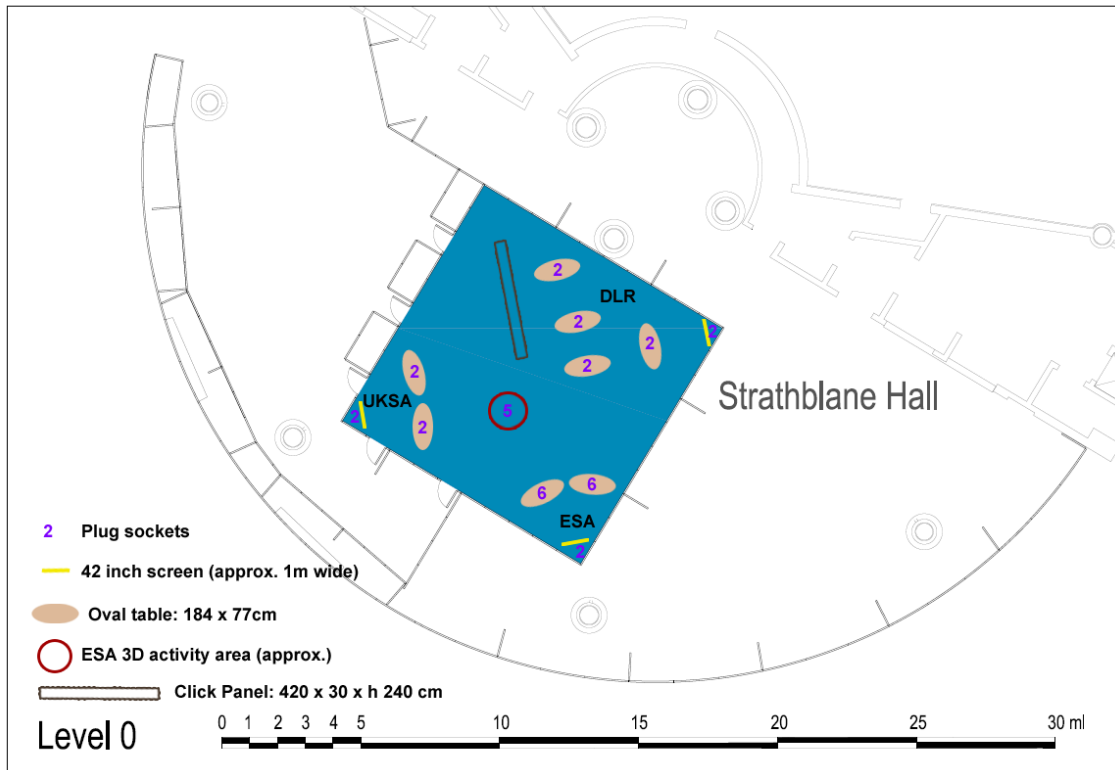 2
DLR
2
2
2
2
Strathblane Hall
2
UKSA
2
5
2
6
6
ESA
2
2 Plug sockets
42 inch screen (approx. 1m wide)
Oval table: 184 x 77cm
ESA 3D activity area (approx.)
Click Panel: 420 x 30 x h 240 cm
Level 0
0 1 2 3 4 5 10 15 20 25 30 ml